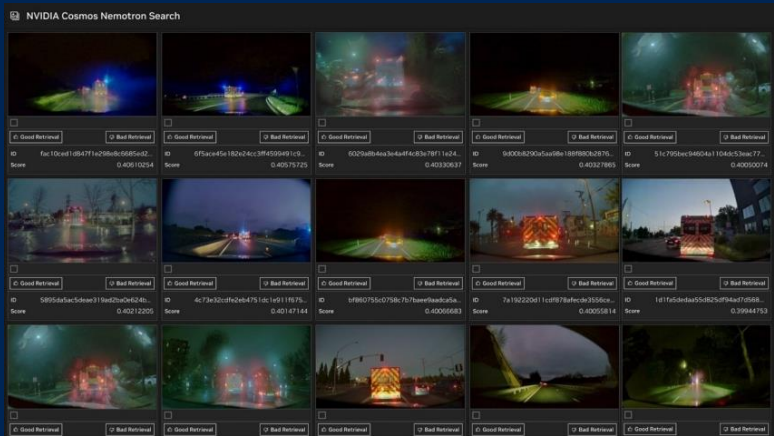 NVIDIA Cosmos Nemotron Search
Good Retrieval Bad Retrieval Good Retrieval Bad Retrieval Good Retrieval Bad Retrieval Good Retrieval Bad Retrieval Good Retrieval Bad Retrieval
ID ID ID ID ID
Score 0.40610254 Score 0.40575725 Score 0.40330637 Score 0.40327865 Score 0.40050074
Good Retrieval Bad Retrieval Good Retrieval Bad Retrieval Good Retrieval Bad Retrieval Good Retrieval Bad Retrieval Good Retrieval Bad Retrieval
ID ID ID ID ID
Score 0.40212205 Score 0.40147144 Score 0.40066683 Score 0.40055814 Score 0.39944753
Good Retrieval Bad Retrieval Good Retrieval Bad Retrieval Good Retrieval Bad Retrieval Good Retrieval Bad Retrieval Good Retrieval Bad Retrieval